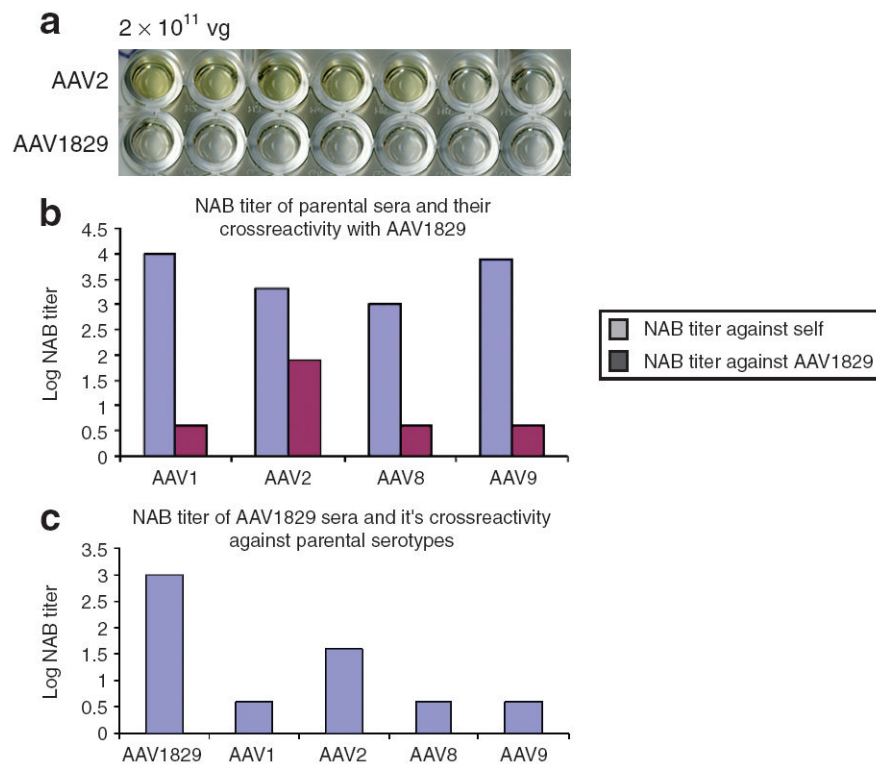 a
2 × 10¹¹ vg
AAV2
AAV1829
b
NAB titer of parental sera and their
crossreactivity with AAV1829
4.5
4
3.5
3
2.5
2
1.5
1
0.5
0
Log NAB titer
AAV1 AAV2 AAV8 AAV9
NAB titer against self
NAB titer against AAV1829
c
NAB titer of AAV1829 sera and it's crossreactivity
against parental serotypes
3.5
3
2.5
2
1.5
1
0.5
0
Log NAB titer
AAV1829 AAV1 AAV2 AAV8 AAV9